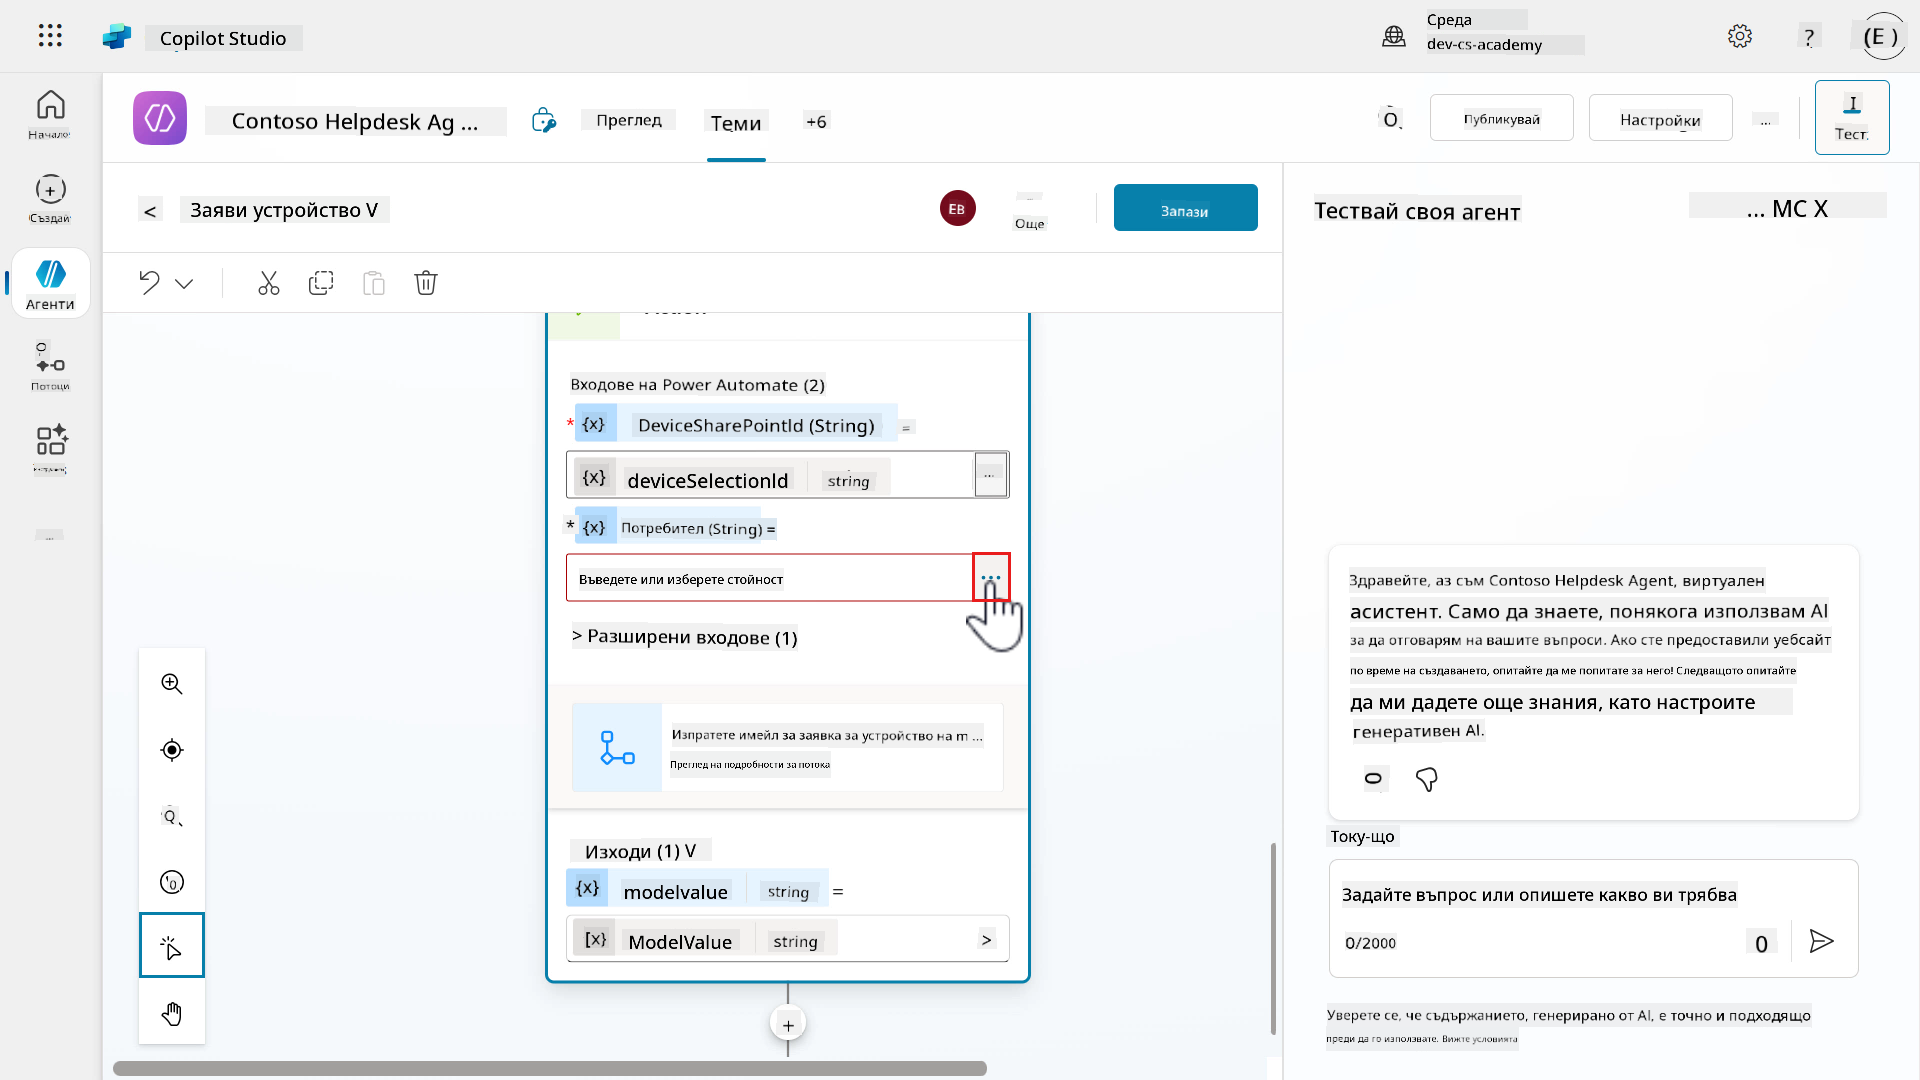 Copilot Studio
Среда
dev-cs-academy
?
(E )
Начало
Създай
Агенти
Потоци
Contoso Helpdesk Ag ...
Преглед
Теми
+6
Публикувай
Настройки
...
Тест
< Заяви устройство V
EB
Още
Запази
Входове на Power Automate (2)
* {x} DeviceSharePointId (String) =
{x} deviceSelectionId string ...
* {x} Потребител (String) =
Въведете или изберете стойност ...
> Разширени входове (1)
Изпратете имейл за заявка за устройство на m ...
Преглед на подробности за потока
Изходи (1) V
{x} modelvalue string =
[x} ModelValue string >
+
Тествай своя агент
... MC X
Здравейте, аз съм Contoso Helpdesk Agent, виртуален
асистент. Само да знаете, понякога използвам AI
за да отговарям на вашите въпроси. Ако сте предоставили уебсайт
по време на създаването, опитайте да ме попитате за него! Следващото опитайте
да ми дадете още знания, като настроите
генеративен AI.
Току-що
Задайте въпрос или опишете какво ви трябва
0/2000
0
Уверете се, че съдържанието, генерирано от AI, е точно и подходящо
преди да го използвате. Вижте условията